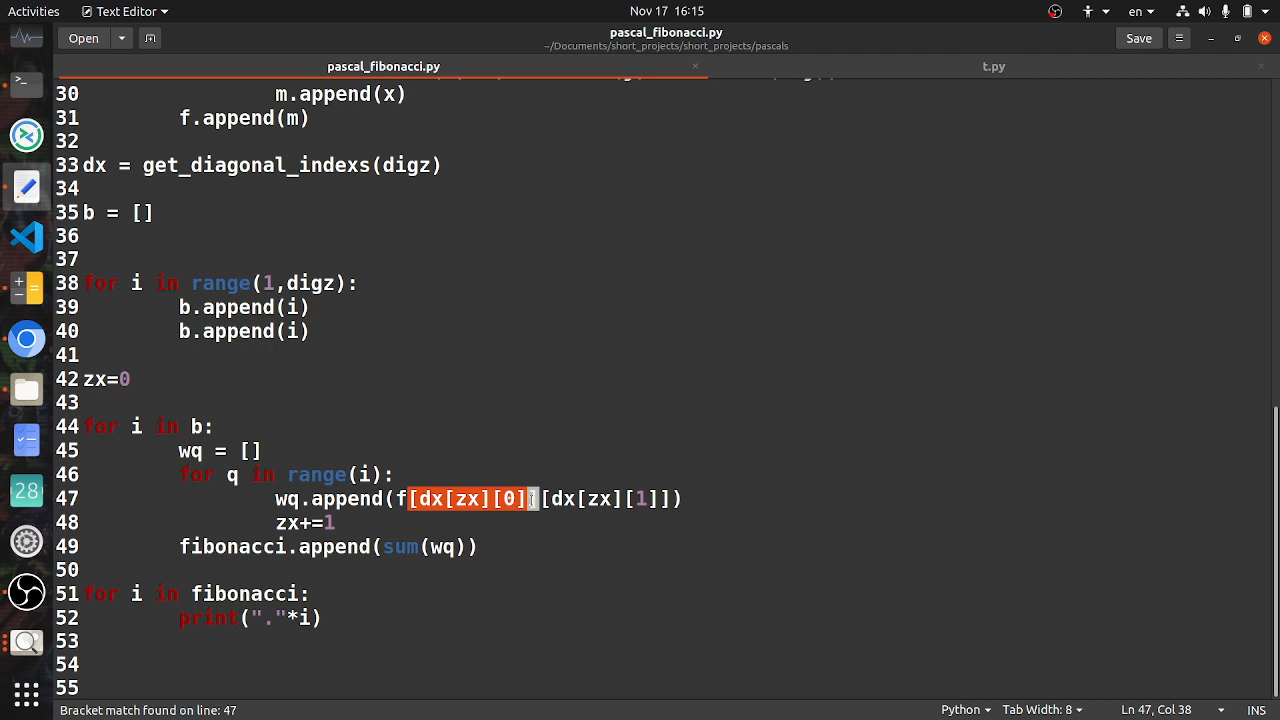 Activities Text Editor Nov 17 16:15 en
Open pascal_fibonacci.py Save
~/Documents/short_projects/short_projects/pascals
pascal_fibonacci.py × t.py ×
30 m.append(x)
31 f.append(m)
32
33 dx = get_diagonal_indexs(digz)
34
35 b = []
36
37
38 for i in range(1,digz):
39 b.append(i)
40 b.append(i)
41
42 zx=0
43
44 for i in b:
45 wq = []
46 for q in range(i):
47 wq.append(f[dx[zx][0]][dx[zx][1]])
48 zx+=1
49 fibonacci.append(sum(wq))
50
51 for i in fibonacci:
52 print("."*i)
53
54
55
28
Bracket match found on line: 47 Python Tab Width: 8 Ln 47, Col 38 INS